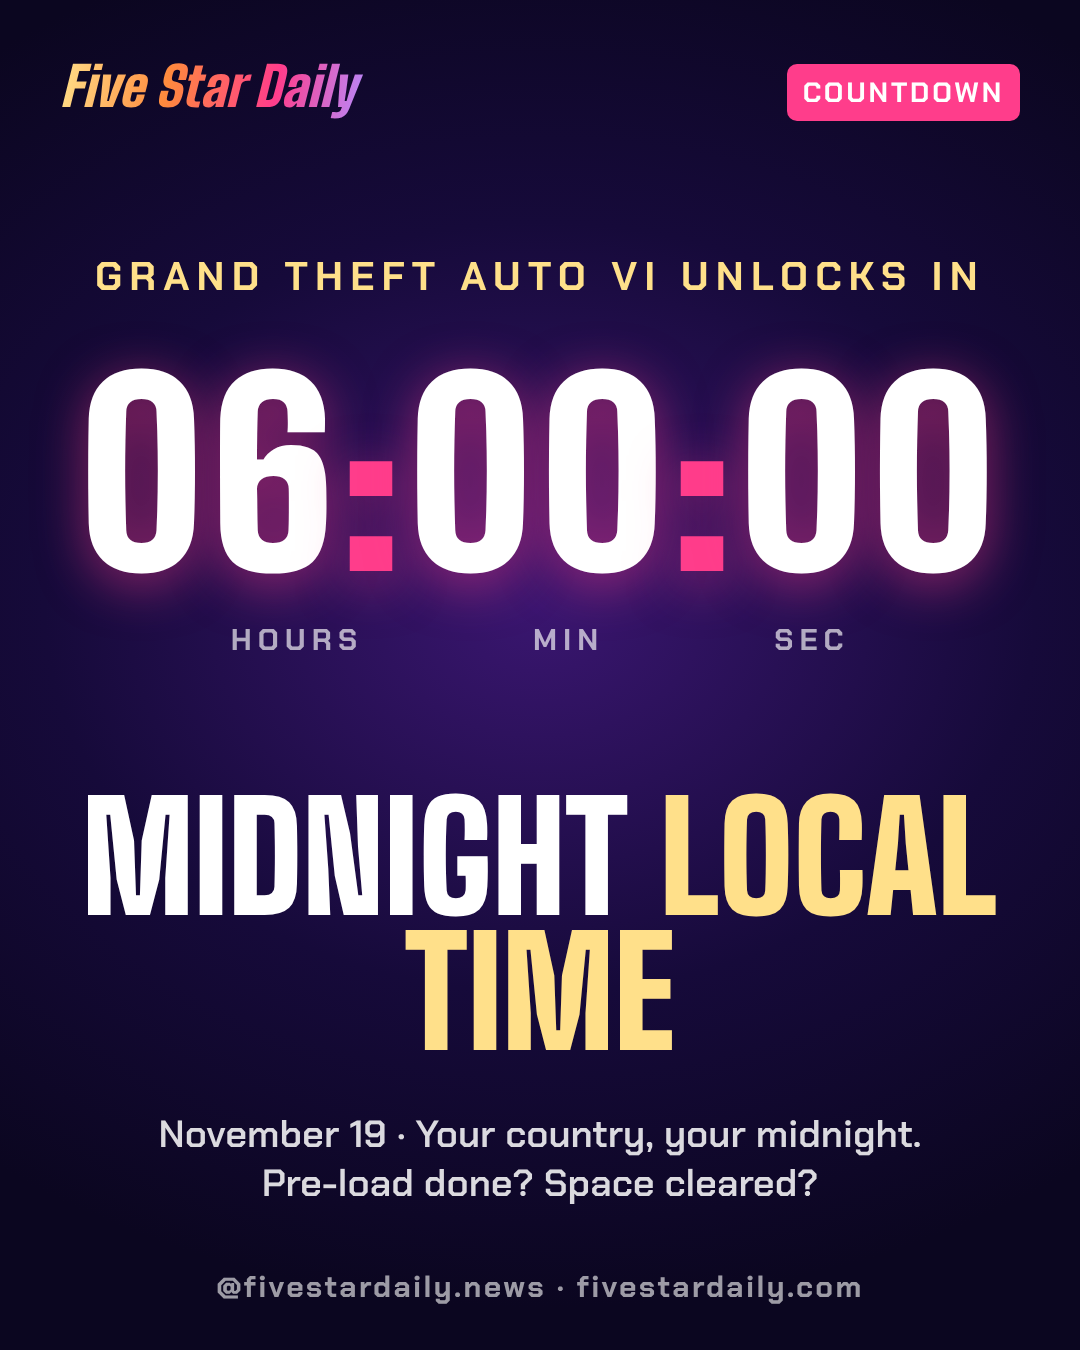 Five Star Daily
COUNTDOWN
GRAND THEFT AUTO VI UNLOCKS IN
06:00:00
HOURS MIN SEC
MIDNIGHT LOCAL
TIME
November 19 · Your country, your midnight.
Pre-load done? Space cleared?
@fivestardaily.news · fivestardaily.com